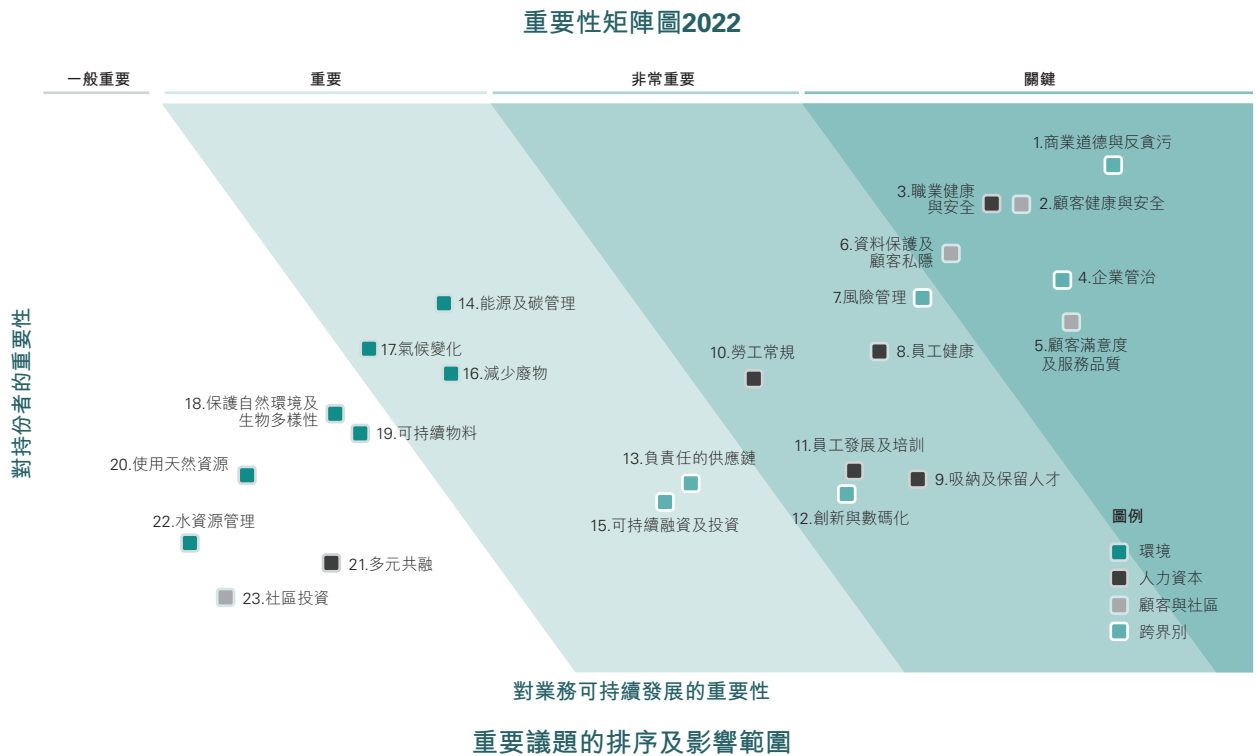 重要性矩陣圖2022
一般重要
重要
非常重要
關鍵
對持份者的重要性
1.商業道德與反貪污
3.職業健康
與安全
2.顧客健康與安全
6.資料保護及
顧客私隱
4.企業管治
7.風險管理
14.能源及碳管理
5.顧客滿意度
及服務品質
17.氣候變化
10.勞工常規
8.員工健康
16.減少廢物
18.保護自然環境及
生物多樣性
19.可持續物料
11.員工發展及培訓
13.負責任的供應鏈
20.使用天然資源
9.吸納及保留人才
12.創新與數碼化
15.可持續融資及投資
22.水資源管理
21.多元共融
23.社區投資
圖例
環境
人力資本
顧客與社區
跨界別
對業務可持續發展的重要性
重要議題的排序及影響範圍